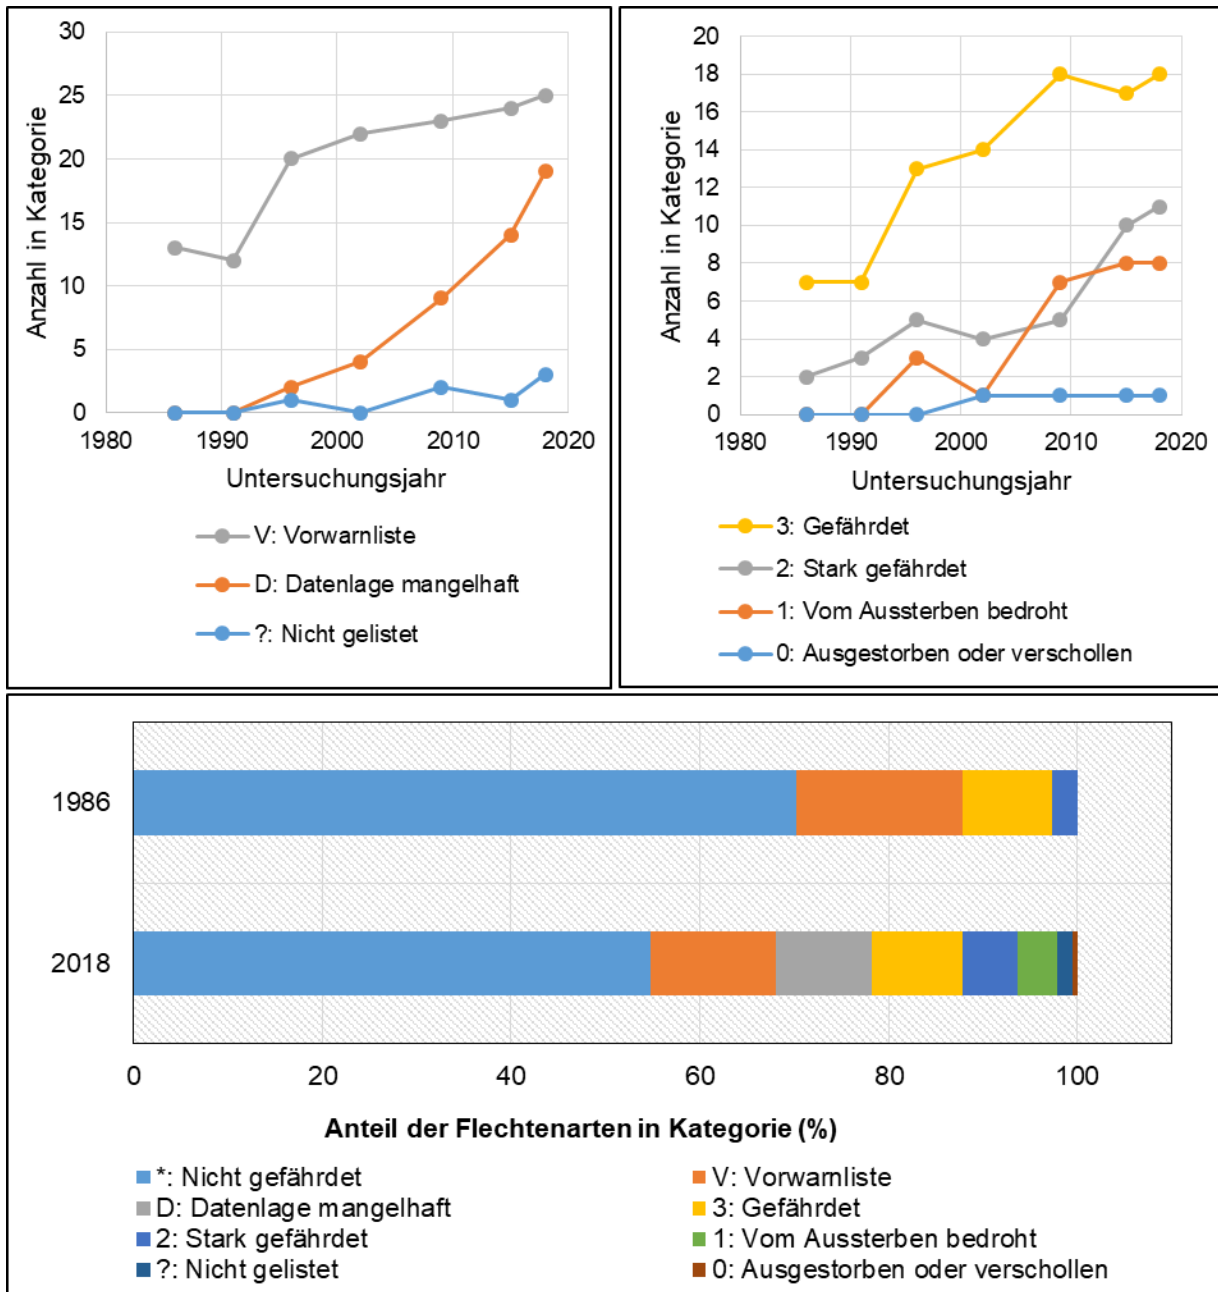 30
25
20
15
10
5
0
Anzahl in Kategorie
1980 1990 2000 2010 2020
Untersuchungsjahr
V: Vorwarnliste
D: Datenlage mangelhaft
?: Nicht gelistet
20
18
16
14
12
10
8
6
4
2
0
Anzahl in Kategorie
1980 1990 2000 2010 2020
Untersuchungsjahr
3: Gefährdet
2: Stark gefährdet
1: Vom Aussterben bedroht
0: Ausgestorben oder verschollen
1986
2018
0 20 40 60 80 100
Anteil der Flechtenarten in Kategorie (%)
*: Nicht gefährdet V: Vorwarnliste
D: Datenlage mangelhaft 3: Gefährdet
2: Stark gefährdet 1: Vom Aussterben bedroht
?: Nicht gelistet 0: Ausgestorben oder verschollen